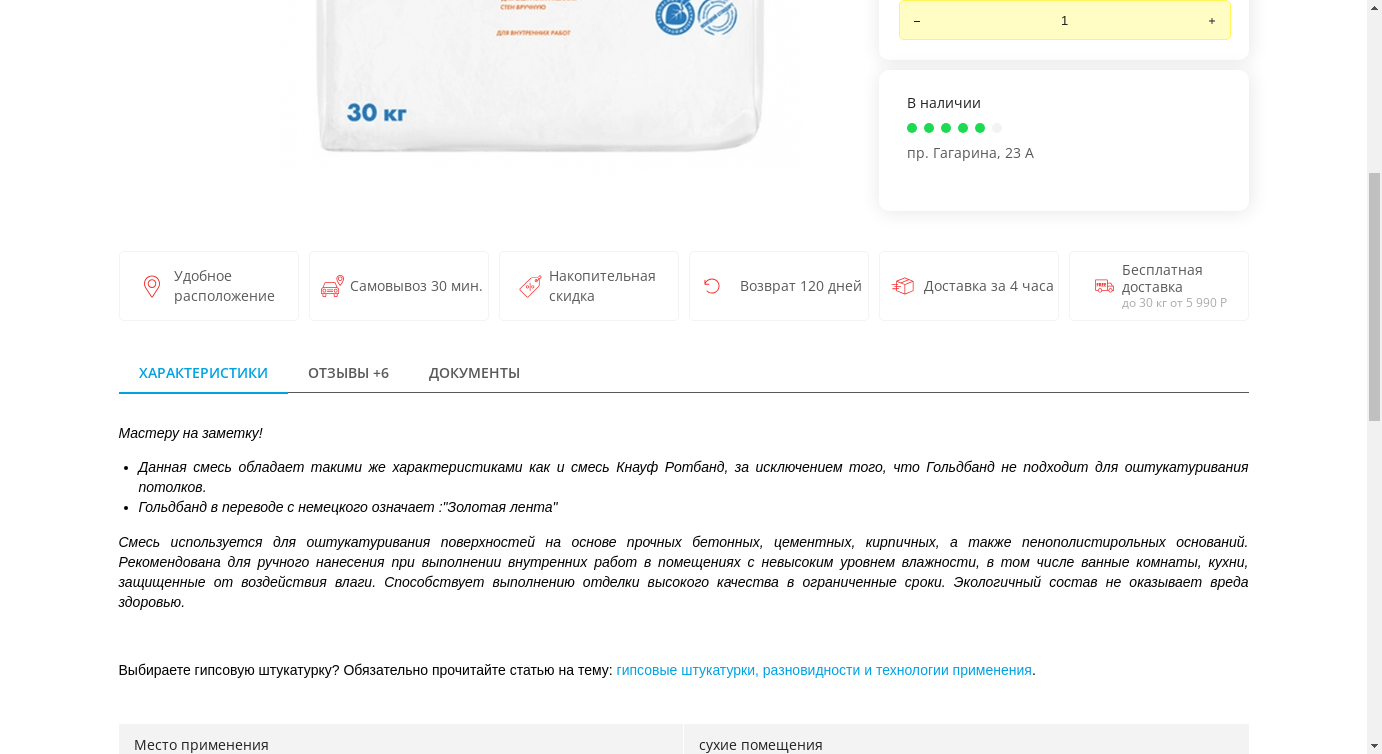 СТЕН ВРУЧНУЮ
ДЛЯ ВНУТРЕННИХ РАБОТ
30 кг
– 1 +
В наличии
пр. Гагарина, 23 А
Удобное
расположение
Самовывоз 30 мин.
Накопительная
скидка
Возврат 120 дней
Доставка за 4 часа
Бесплатная
доставка
до 30 кг от 5 990 Р
ХАРАКТЕРИСТИКИ
ОТЗЫВЫ +6
ДОКУМЕНТЫ
Мастеру на заметку!
• Данная смесь обладает такими же характеристиками как и смесь Кнауф Ротбанд, за исключением того, что Гольдбанд не подходит для оштукатуривания
потолков.
• Гольдбанд в переводе с немецкого означает :"Золотая лента"
Смесь используется для оштукатуривания поверхностей на основе прочных бетонных, цементных, кирпичных, а также пенополистирольных оснований.
Рекомендована для ручного нанесения при выполнении внутренних работ в помещениях с невысоким уровнем влажности, в том числе ванные комнаты, кухни,
защищенные от воздействия влаги. Способствует выполнению отделки высокого качества в ограниченные сроки. Экологичный состав не оказывает вреда
здоровью.
Выбираете гипсовую штукатурку? Обязательно прочитайте статью на тему: гипсовые штукатурки, разновидности и технологии применения.
Место применения
сухие помещения